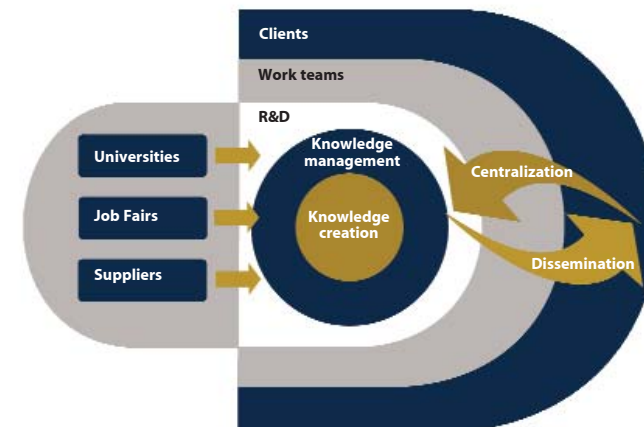 Clients
Work teams
R&D
Knowledge
management
Universities
Centralization
Job Fairs
Knowledge
creation
Suppliers
Dissemination